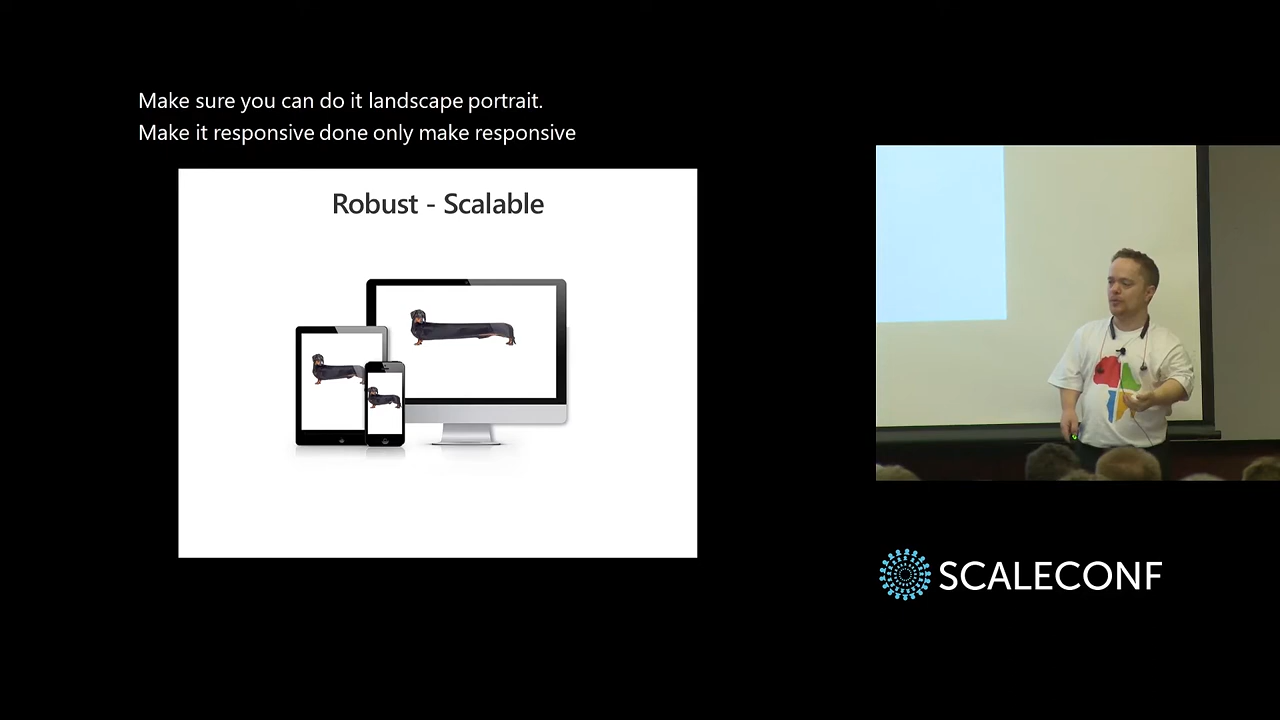 Make sure you can do it landscape portrait.
Make it responsive done only make responsive
Robust - Scalable
SCALECONF